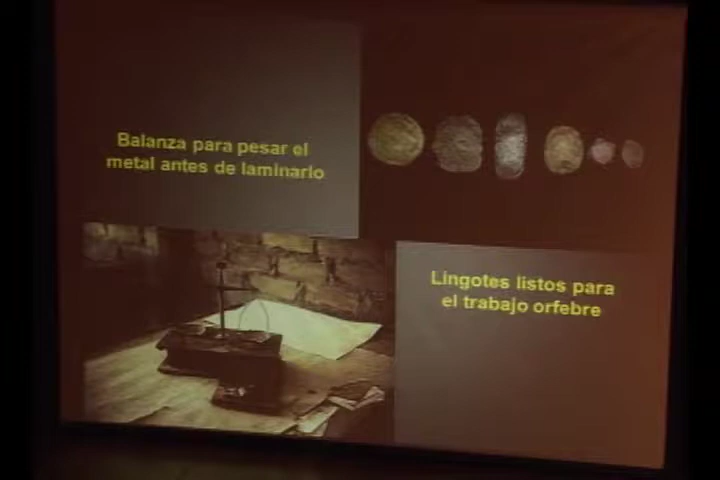 Balanza para pesar el
metal antes de laminarlo
Lingotes listos para
el trabajo orfebre